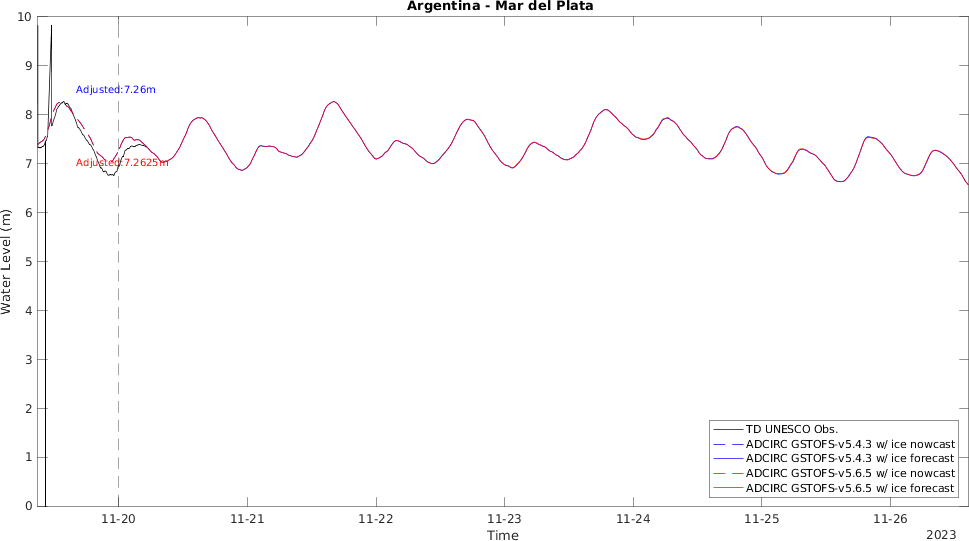 Argentina - Mar del Plata
Water Level (m)
10
9
8
7
6
5
4
3
2
1
0
Adjusted:7.26m
Adjusted:7.2625m
TD UNESCO Obs.
ADCIRC GSTOFS-v5.4.3 w/ ice nowcast
ADCIRC GSTOFS-v5.4.3 w/ ice forecast
ADCIRC GSTOFS-v5.6.5 w/ ice nowcast
ADCIRC GSTOFS-v5.6.5 w/ ice forecast
11-20 11-21 11-22 11-23 11-24 11-25 11-26
Time
2023